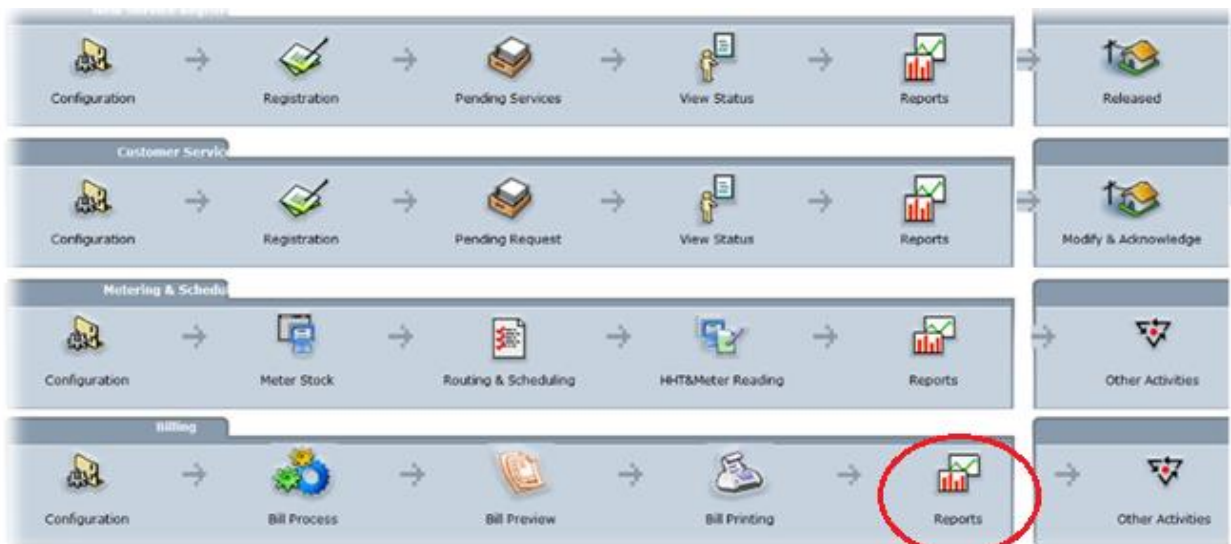 Configuration Registration Pending Services View Status Reports Released
Customer Servic
Configuration Registration Pending Request View Status Reports Modify & Acknowledge
Metering & Schedu
Configuration Meter Stock Routing & Scheduling HHT&Meter Reading Reports Other Activities
Billing
Configuration Bill Process Bill Preview Bill Printing Reports Other Activities